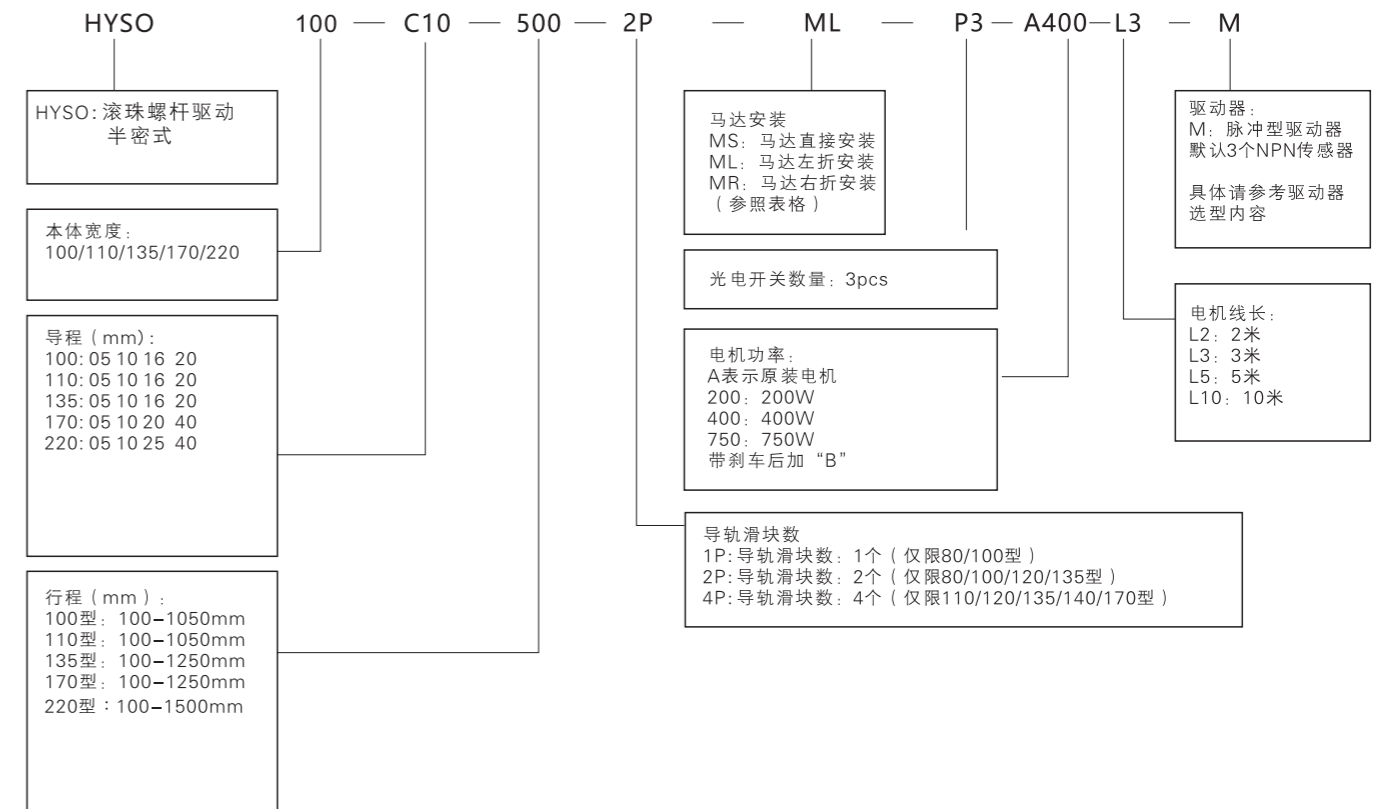 HYSO 100 — C10 — 500 — 2P — ML — P3 — A400—L3 — M
HYSO: 滚珠螺杆驱动
半密式
本体宽度:
100/110/135/170/220
导程（mm）:
100: 05 10 16 20
110: 05 10 16 20
135: 05 10 16 20
170: 05 10 20 40
220: 05 10 25 40
行程（mm）:
100型: 100-1050mm
110型: 100-1050mm
135型: 100-1250mm
170型: 100-1250mm
220型：100-1500mm
马达安装
MS: 马达直接安装
ML: 马达左折安装
MR: 马达右折安装
（参照表格）
光电开关数量: 3pcs
电机功率:
A表示原装电机
200: 200W
400: 400W
750: 750W
带刹车后加“B”
导轨滑块数
1P:导轨滑块数: 1个（仅限80/100型）
2P:导轨滑块数: 2个（仅限80/100/120/135型）
4P:导轨滑块数: 4个（仅限110/120/135/140/170型）
驱动器:
M: 脉冲型驱动器
默认3个NPN传感器
具体请参考驱动器
选型内容
电机线长:
L2: 2米
L3: 3米
L5: 5米
L10: 10米